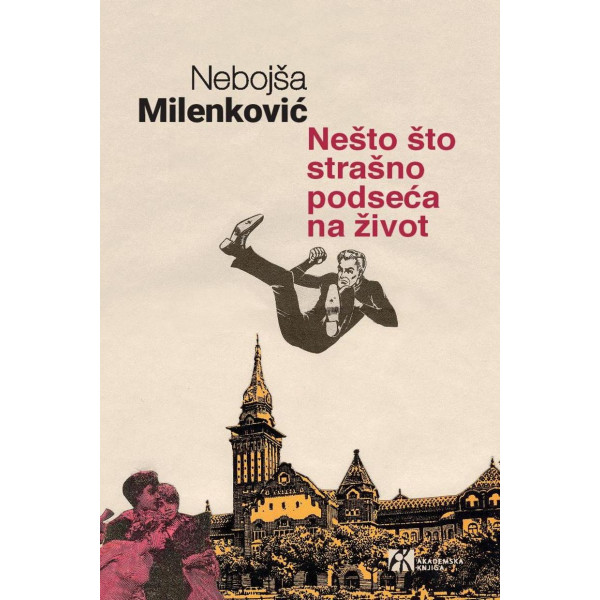 Nebojša
Milenković
Nešto što
strašno
podseća
na život
AKADEMSKA
KNJIGA